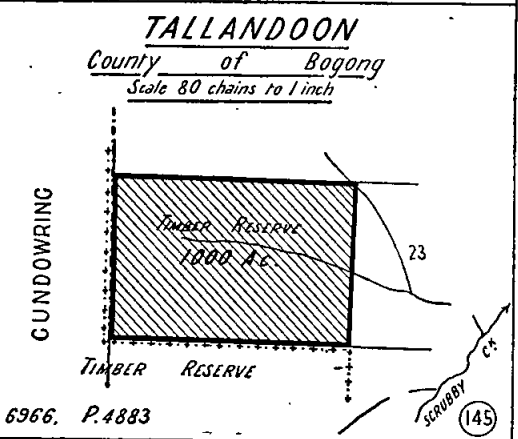 TALLANDOON
County of Bogong
Scale 80 chains to 1 inch
GUNDOWRING
TIMBER RESERVE
1000 Ac.
23
TIMBER RESERVE
SCRUBBY CK
6966. P.4883
145